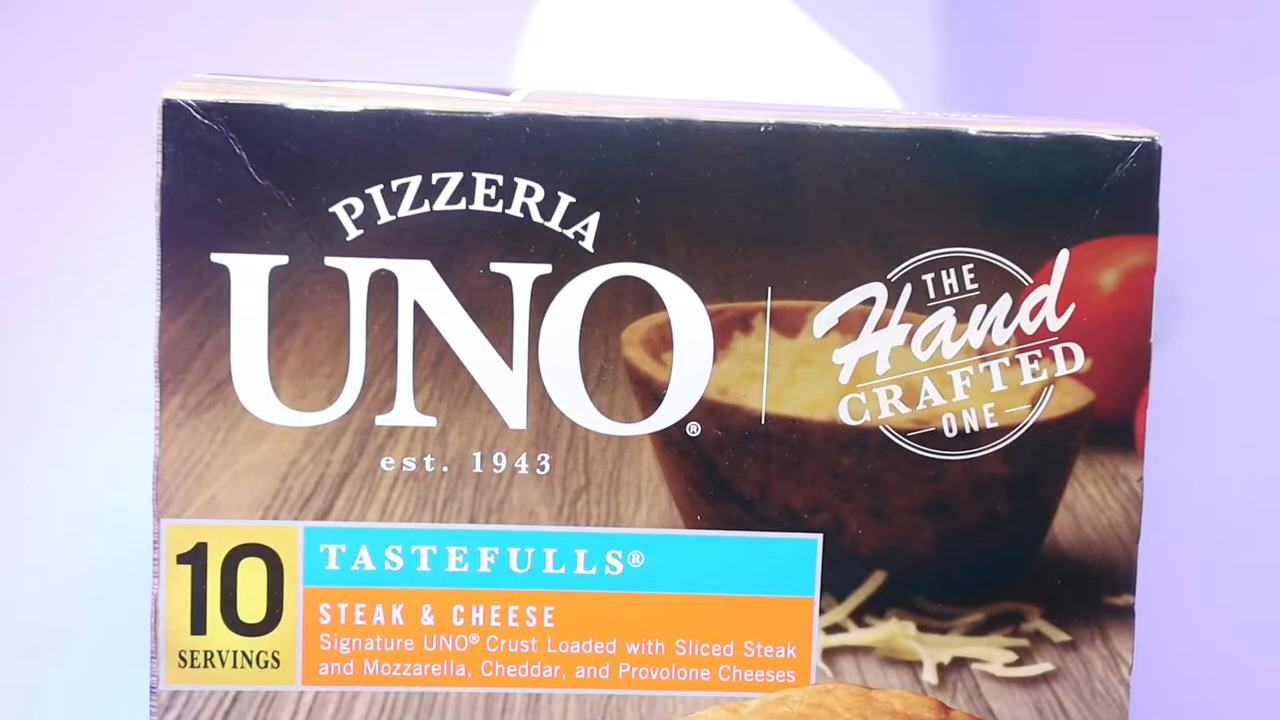 PIZZERIA
UNO®
est. 1943
THE
Hand
CRAFTED
ONE
10
SERVINGS
TASTEFULLS®
STEAK & CHEESE
Signature UNO® Crust Loaded with Sliced Steak
and Mozzarella, Cheddar, and Provolone Cheeses